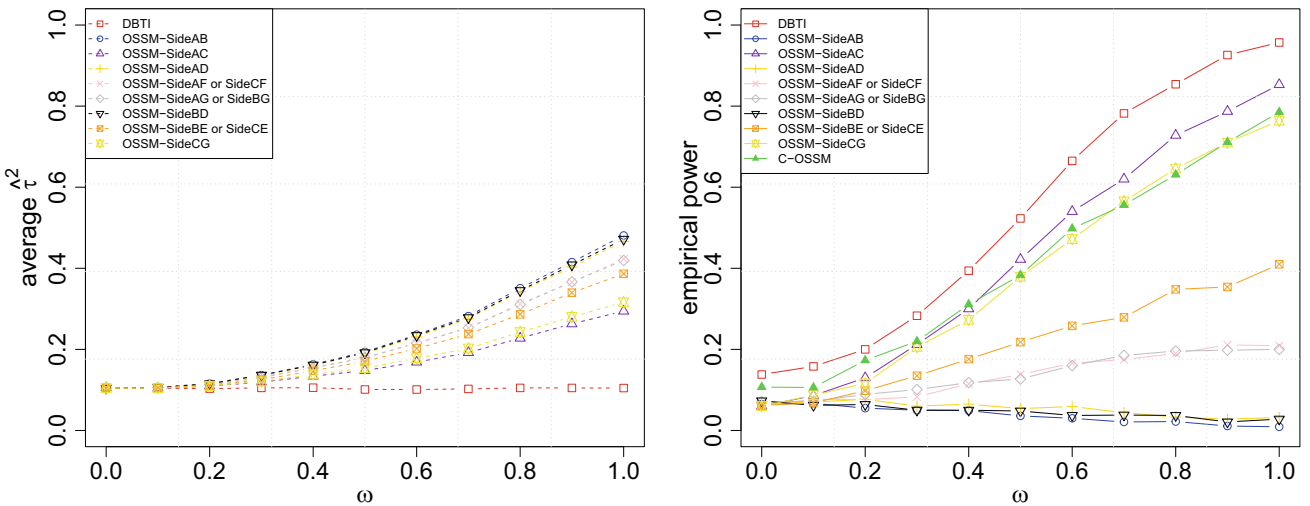 1.0
0.8
0.6
0.4
0.2
0.0
average τ̂²
DBTI
OSSM−SideAB
OSSM−SideAC
OSSM−SideAD
OSSM−SideAF or SideCF
OSSM−SideAG or SideBG
OSSM−SideBD
OSSM−SideBE or SideCE
OSSM−SideCG
0.0 0.2 0.4 0.6 0.8 1.0
ω
1.0
0.8
0.6
0.4
0.2
0.0
empirical power
DBTI
OSSM−SideAB
OSSM−SideAC
OSSM−SideAD
OSSM−SideAF or SideCF
OSSM−SideAG or SideBG
OSSM−SideBD
OSSM−SideBE or SideCE
OSSM−SideCG
C−OSSM
0.0 0.2 0.4 0.6 0.8 1.0
ω